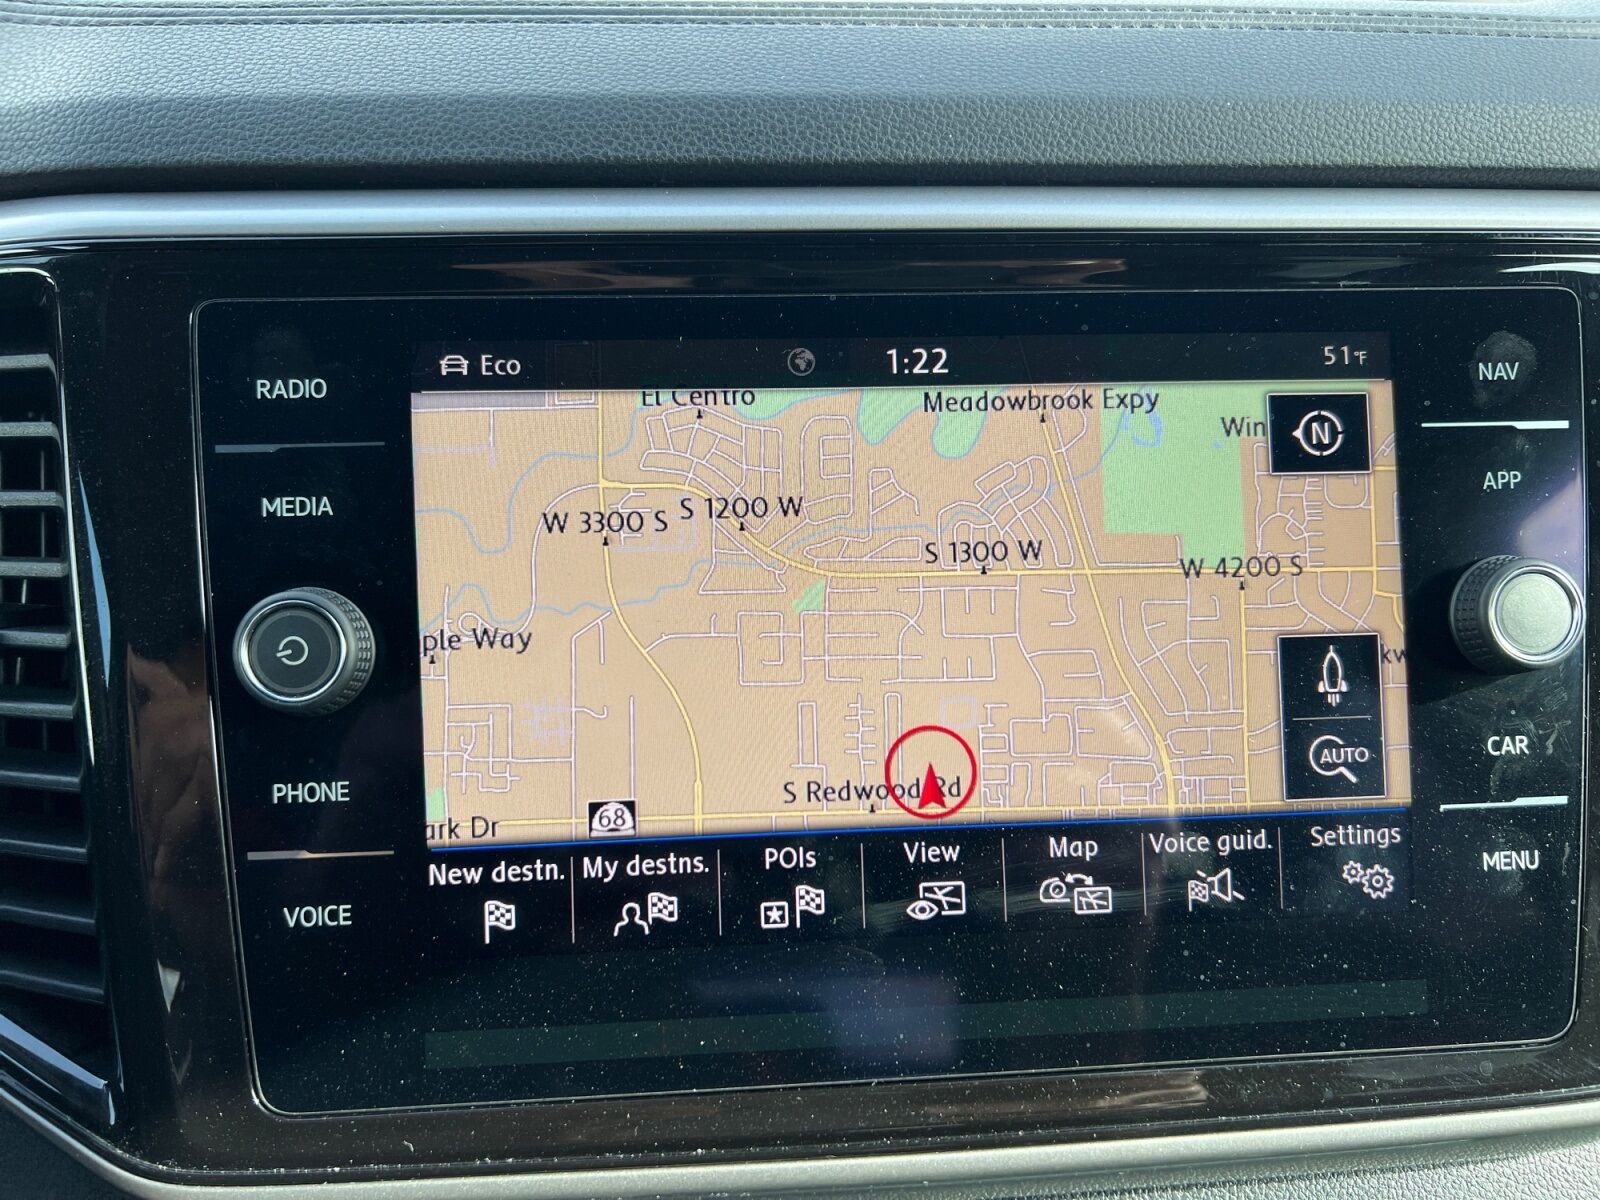 Eco
1:22
51°F
RADIO
MEDIA
PHONE
VOICE
El Centro
Meadowbrook Expy
Win
N
W 3300 S
S 1200 W
S 1300 W
W 4200 S
ple Way
kw
AUTO
S Redwood Rd
68
ark Dr
New destn.
My destns.
POIs
View
Map
Voice guid.
Settings
NAV
APP
CAR
MENU